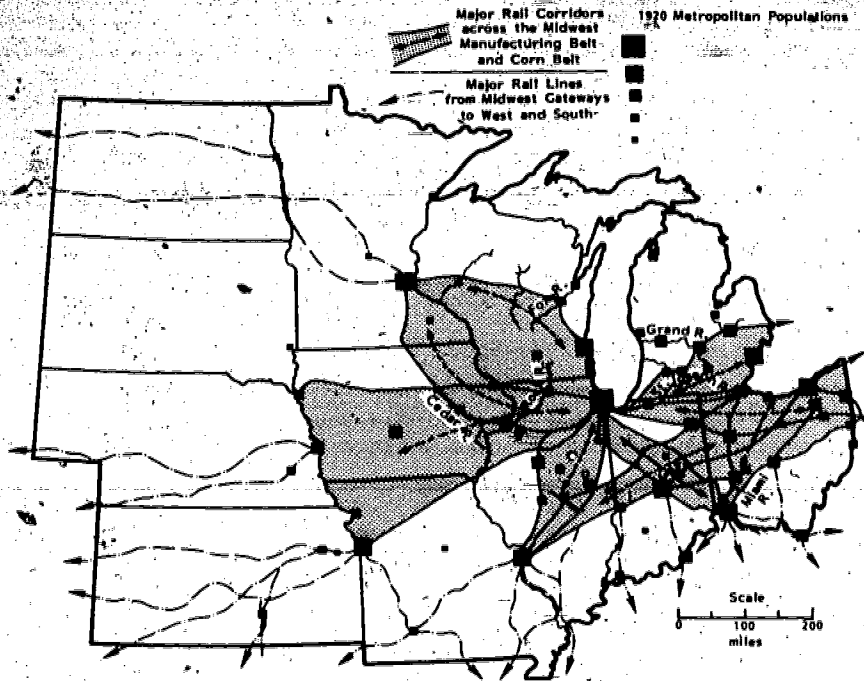 Major Rail Corridors
across the Midwest
Manufacturing Belt
and Corn Belt
Major Rail Lines
from Midwest Gateways
to West and South
1920 Metropolitan Populations
Fox R.
Grand R.
Cedar R.
Miami
R.
Scale
0 100 200
miles